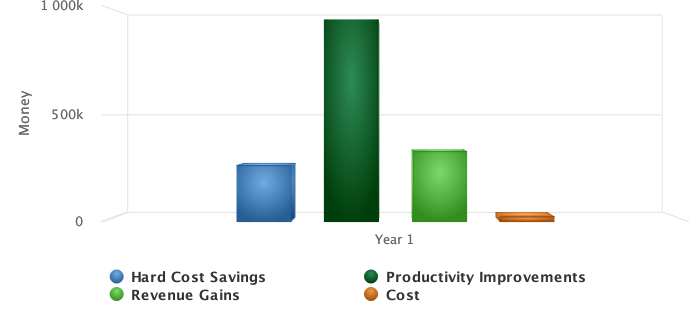 1 000k
Money
500k
0
Year 1
Hard Cost Savings
Productivity Improvements
Revenue Gains
Cost